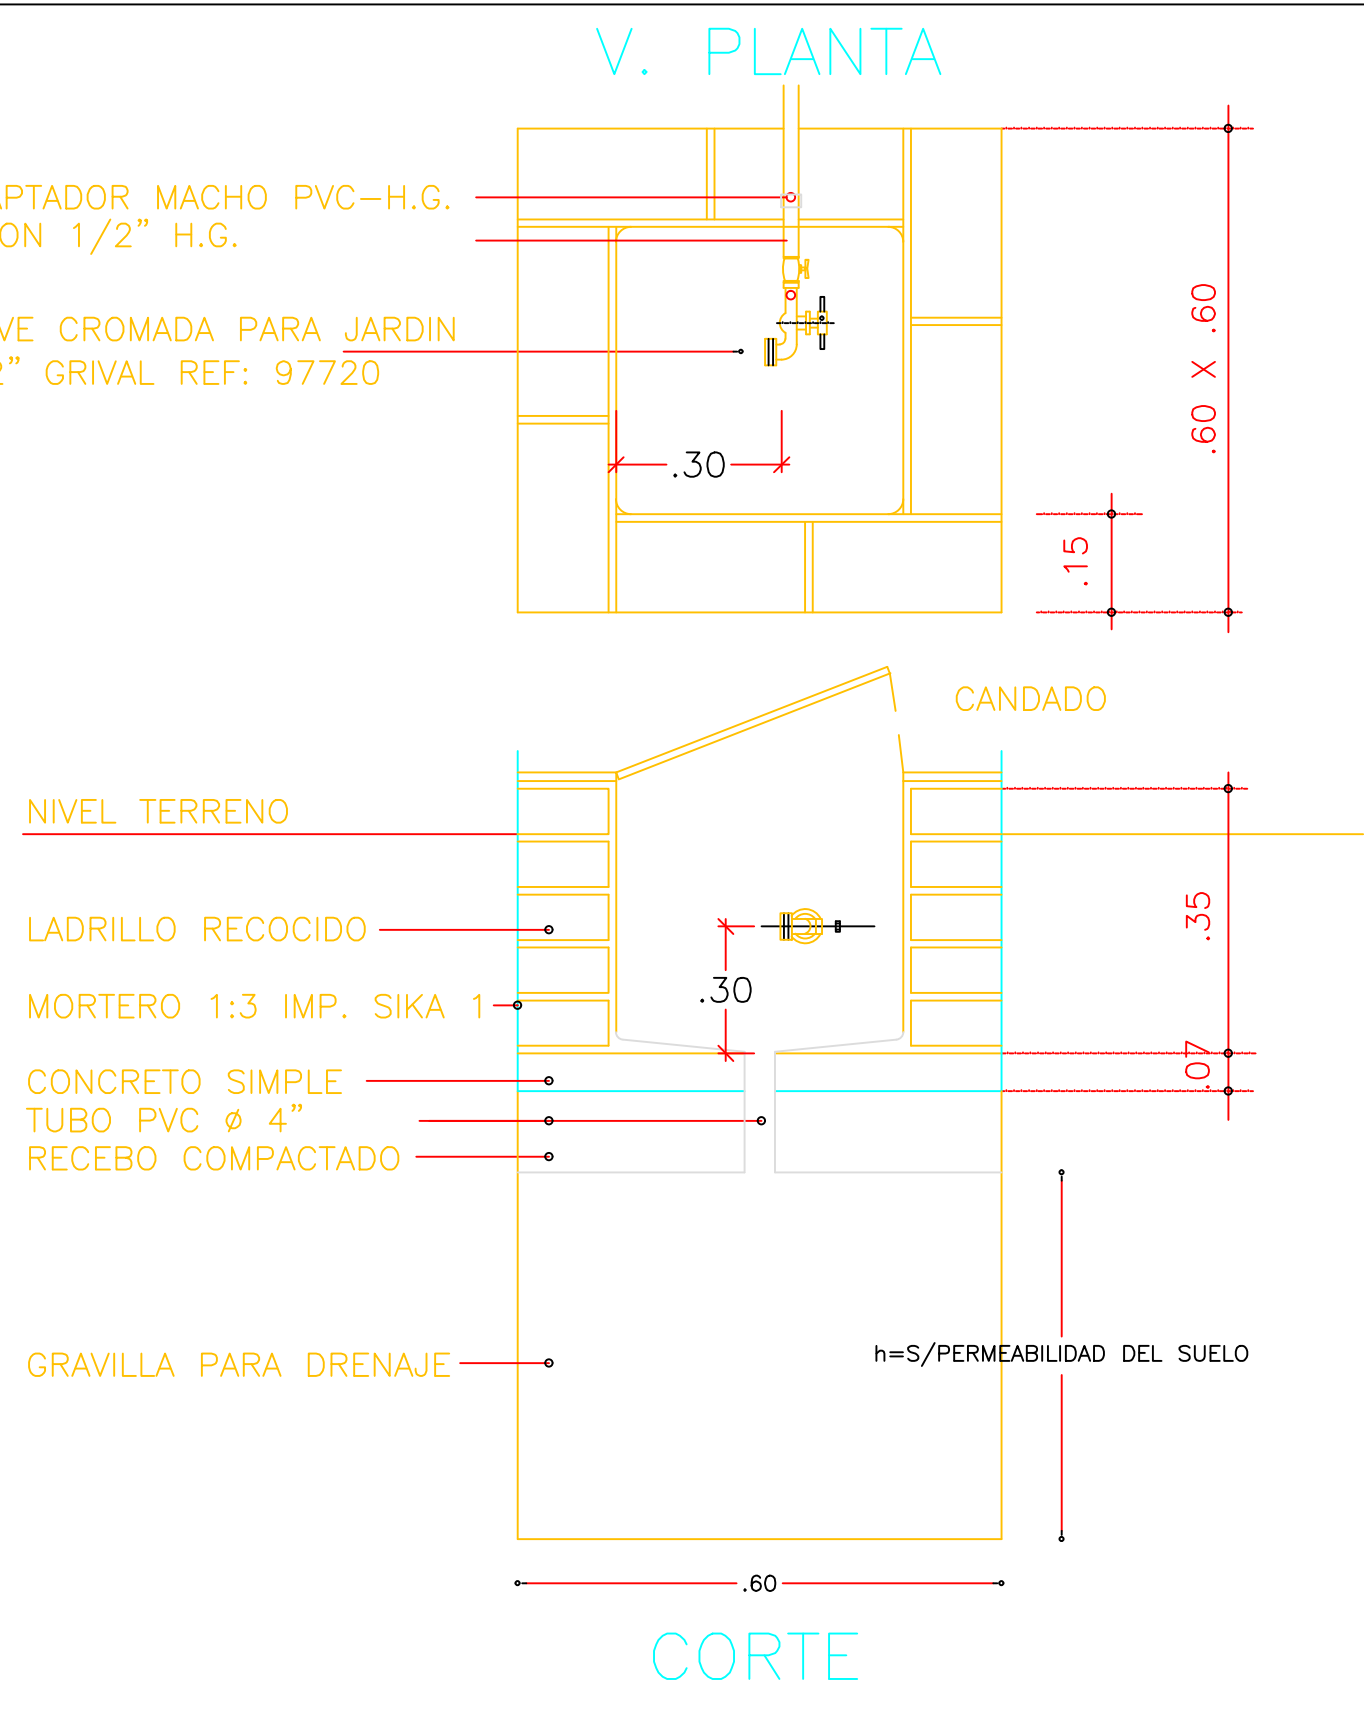 V. PLANTA
APTADOR MACHO PVC-H.G.
ON 1/2" H.G.
VE CROMADA PARA JARDIN
2" GRIVAL REF: 97720
.30
.60 X .60
.15
CANDADO
NIVEL TERRENO
LADRILLO RECOCIDO
.35
.30
MORTERO 1:3 IMP. SIKA 1
.07
CONCRETO SIMPLE
TUBO PVC ø 4"
RECEBO COMPACTADO
h=S/PERMEABILIDAD DEL SUELO
GRAVILLA PARA DRENAJE
.60
CORTE